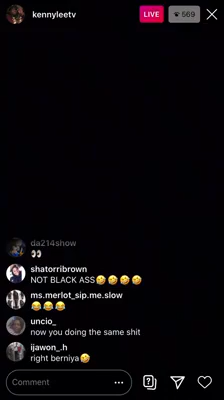 kennyleetv
LIVE
569
da214show
👀
shatorribrown
NOT BLACK ASS🤣🤣🤣🤣
ms.merlot_sip.me.slow
😂😂😂
uncio_
now you doing the same shit
ijawon_.h
right berniya🤣
Comment